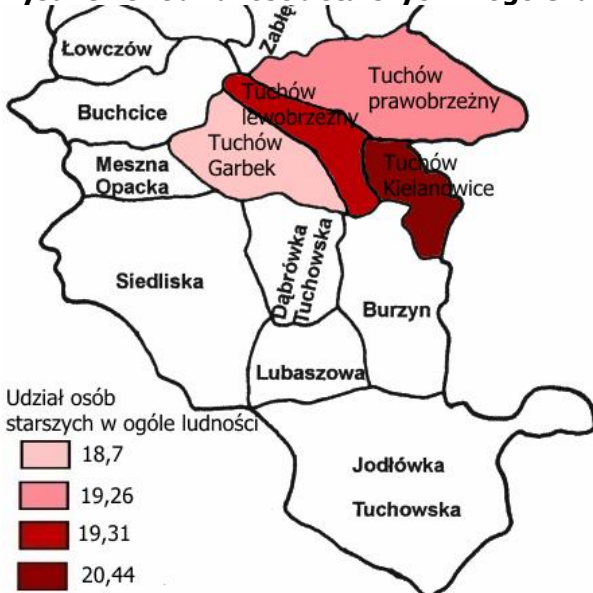 Łowczów
Zabłę
Buchcice
Tuchów
prawobrzeżny
Tuchów
lewobrzeżny
Tuchów
Garbek
Tuchów
Kielanowice
Meszna
Opacka
Siedliska
Dąbrówka
Tuchowska
Burzyn
Lubaszowa
Jodłówka
Tuchowska
Udział osób
starszych w ogóle ludności
18,7
19,26
19,31
20,44